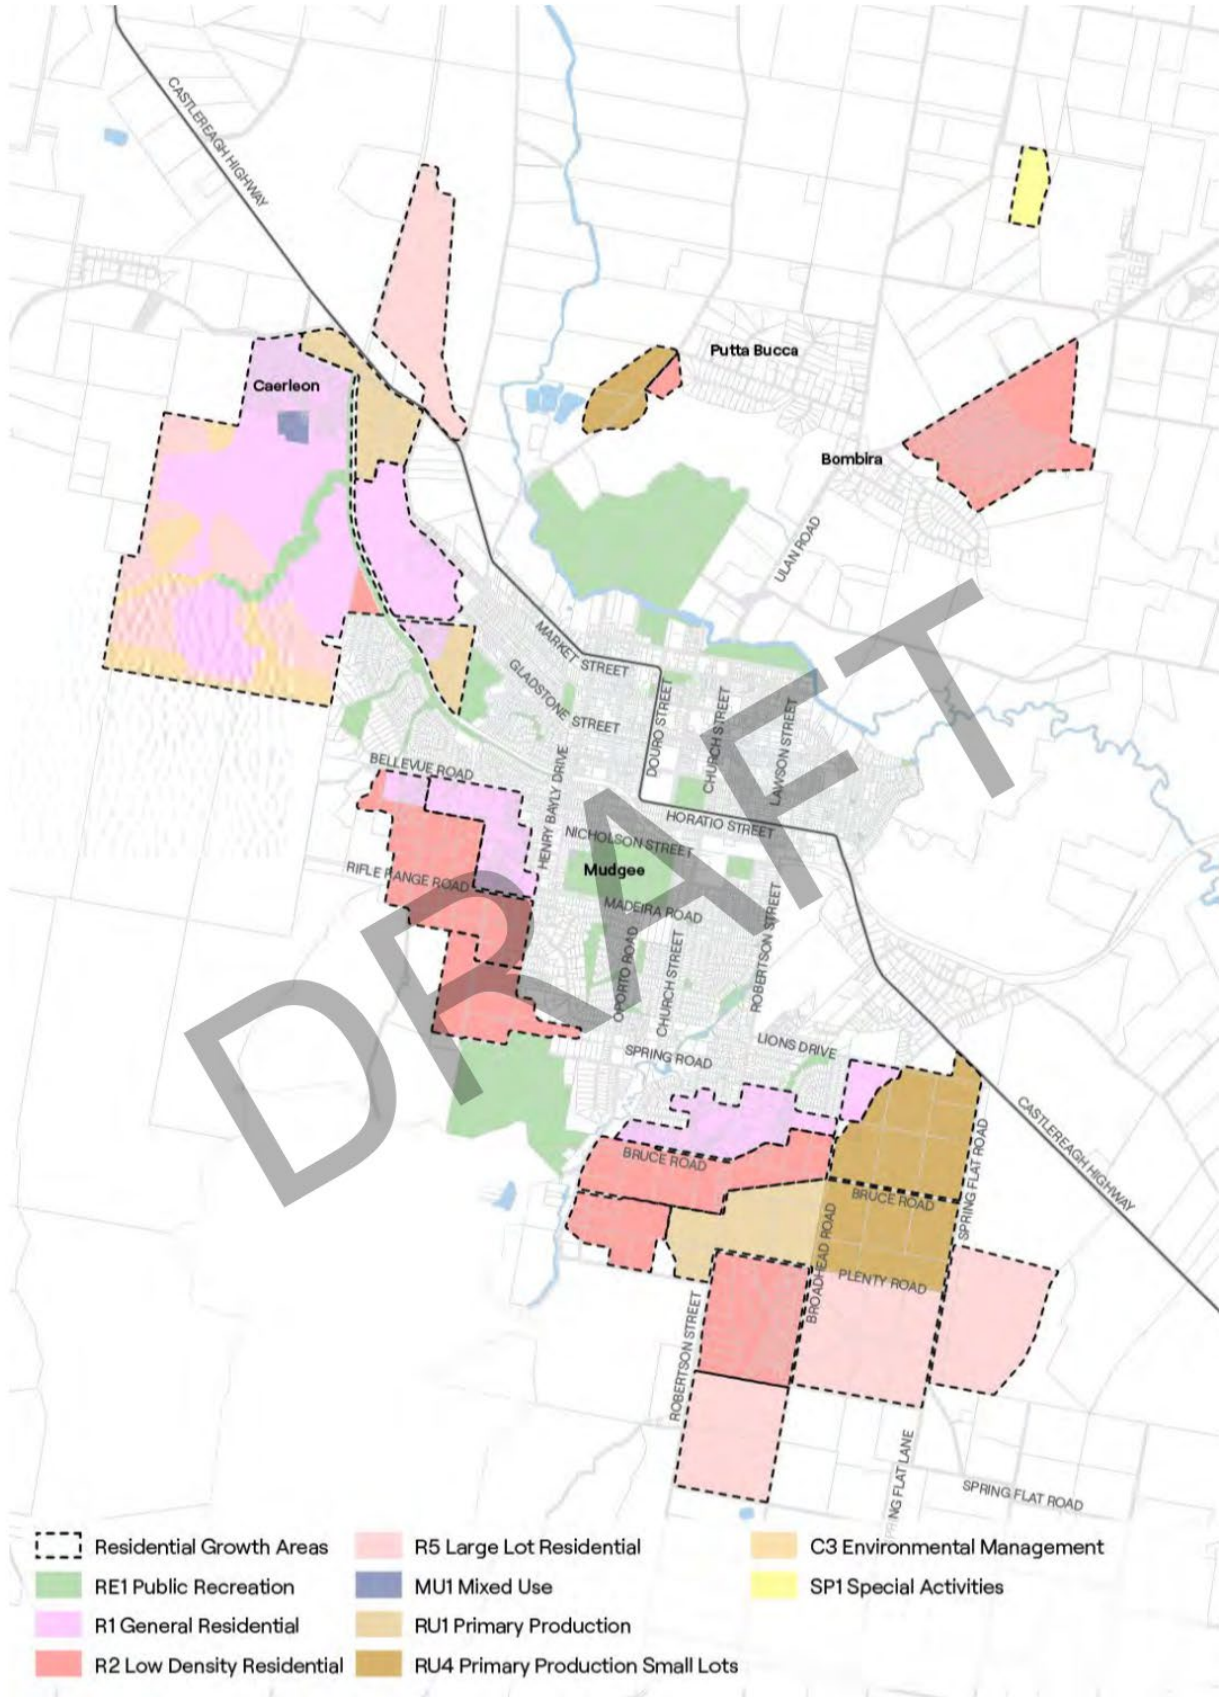 CASTLEREAGH HIGHWAY
Putta Bucca
Caerleon
Bombira
ULAN ROAD
MARKET STREET
GLADSTONE STREET
DOURO STREET
CHURCH STREET
LAWSON STREET
BELLEVUE ROAD
HENRY BAYLY DRIVE
HORATIO STREET
NICHOLSON STREET
Mudgee
RIFLE RANGE ROAD
MADEIRA ROAD
OPORTO ROAD
CHURCH STREET
ROBERTSON STREET
DRAFT
SPRING ROAD
LIONS DRIVE
CASTLEREAGH HIGHWAY
BRUCE ROAD
BRUCE ROAD
SPRING FLAT ROAD
BROADHEAD ROAD
PLENTY ROAD
ROBERTSON STREET
SPRING FLAT LANE
SPRING FLAT ROAD
Residential Growth Areas
RE1 Public Recreation
R1 General Residential
R2 Low Density Residential
R5 Large Lot Residential
MU1 Mixed Use
RU1 Primary Production
RU4 Primary Production Small Lots
C3 Environmental Management
SP1 Special Activities